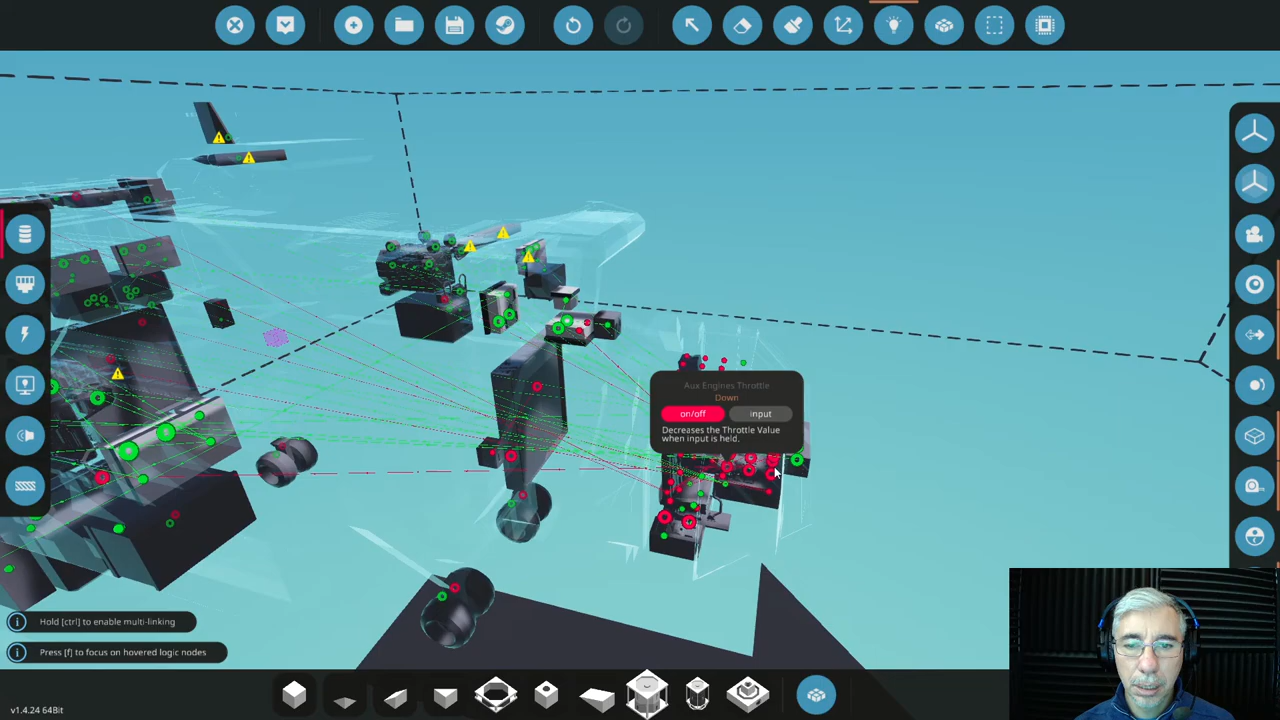 Aux Engines Throttle
Down
on/off
input
Decreases the Throttle Value
when input is held.
Hold [ctrl] to enable multi-linking
Press [f] to focus on hovered logic nodes
v1.4.24 64Bit